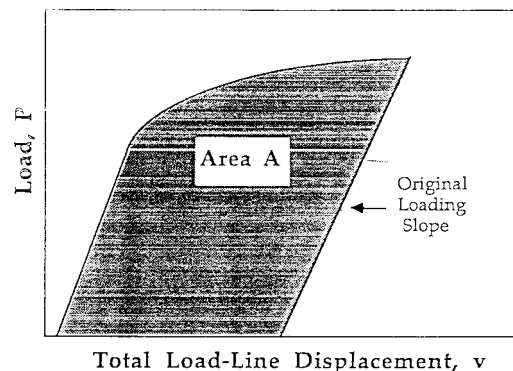 Load, P
Area A
Original
Loading
Slope
Total Load-Line Displacement, v